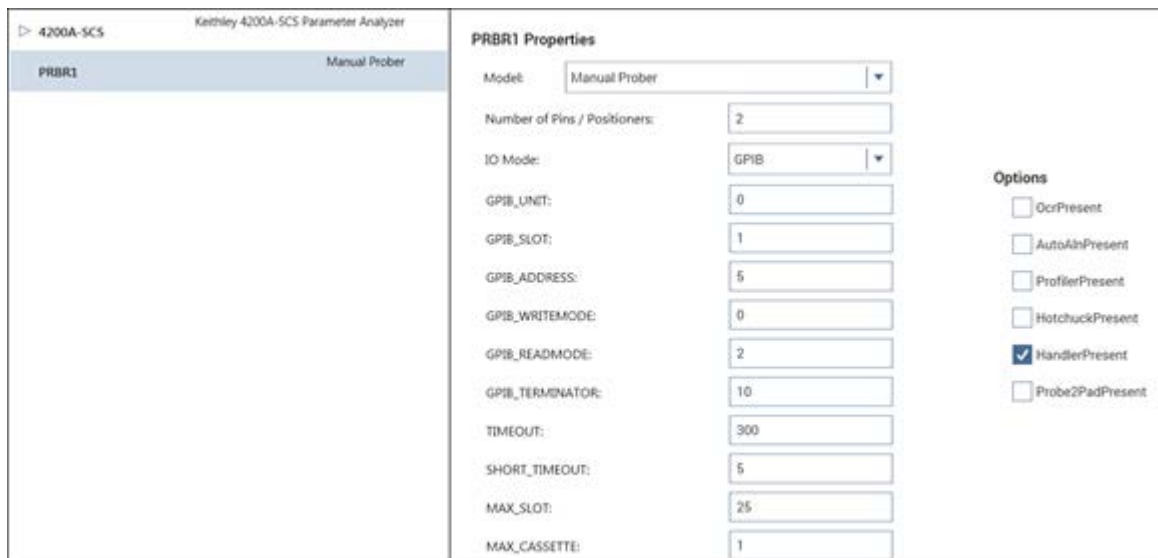 4200A-SCS Keithley 4200A-SCS Parameter Analyzer
PRBR1 Manual Prober
PRBR1 Properties
Model: Manual Prober
Number of Pins / Positioners: 2
IO Mode: GPIB
GPIB_UNIT: 0
GPIB_SLOT: 1
GPIB_ADDRESS: 5
GPIB_WRITEMODE: 0
GPIB_READMODE: 2
GPIB_TERMINATOR: 10
TIMEOUT: 300
SHORT_TIMEOUT: 5
MAX_SLOT: 25
MAX_CASSETTE: 1
Options
OcrPresent
AutoAlnPresent
ProfilerPresent
HotchuckPresent
HandlerPresent
Probe2PadPresent